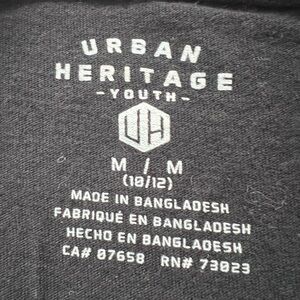 URBAN
HERITAGE
-YOUTH-
UH
M / M
(10/12)
MADE IN BANGLADESH
FABRIQUÉ EN BANGLADESH
HECHO EN BANGLADESH
CA# 07658 RN# 73023